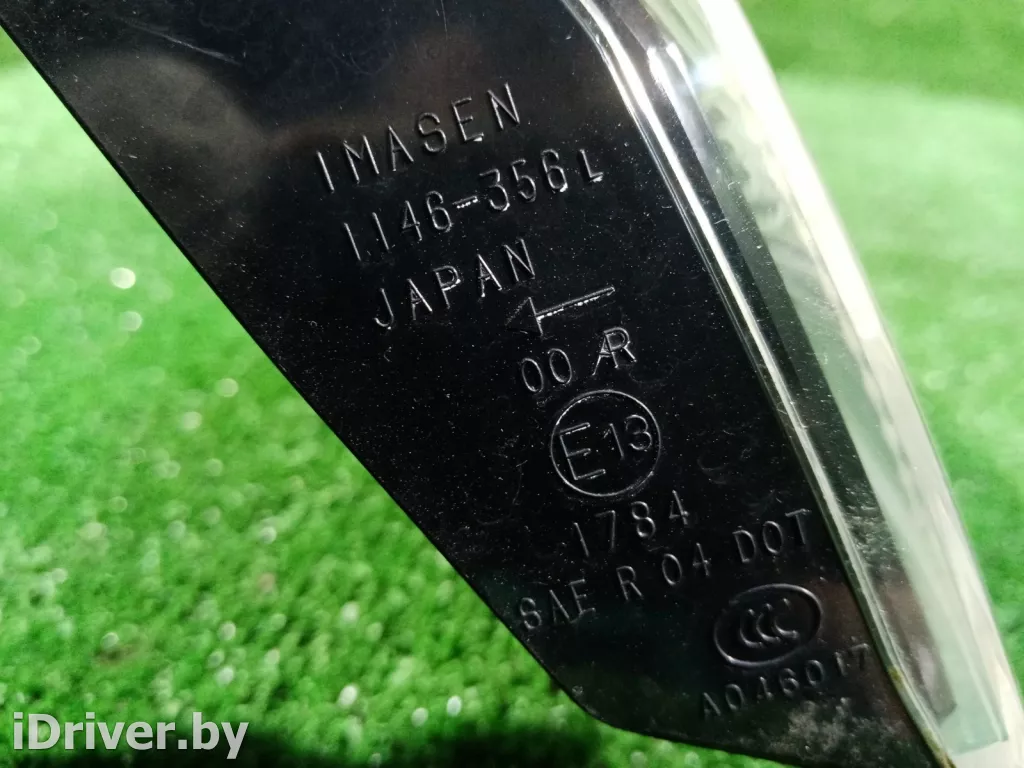 IMASEN
1146-356L
JAPAN
00 AR
E13
1784
SAE R 04 DOT
CCC
A046017
iDriver.by